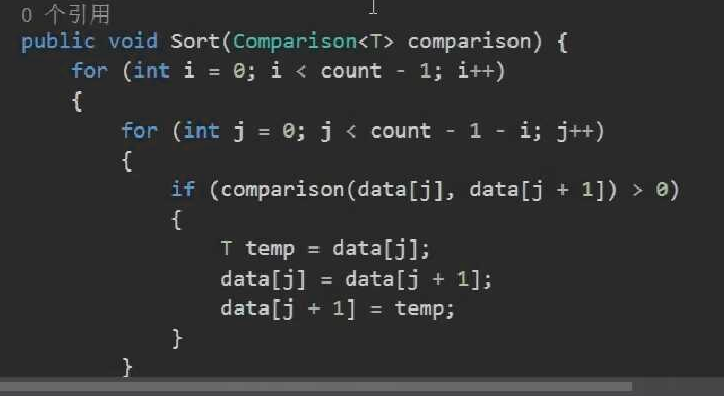 0 个引用
public void Sort(Comparison<T> comparison) {
for (int i = 0; i < count - 1; i++)
{
for (int j = 0; j < count - 1 - i; j++)
{
if (comparison(data[j], data[j + 1]) > 0)
{
T temp = data[j];
data[j] = data[j + 1];
data[j + 1] = temp;
}
}